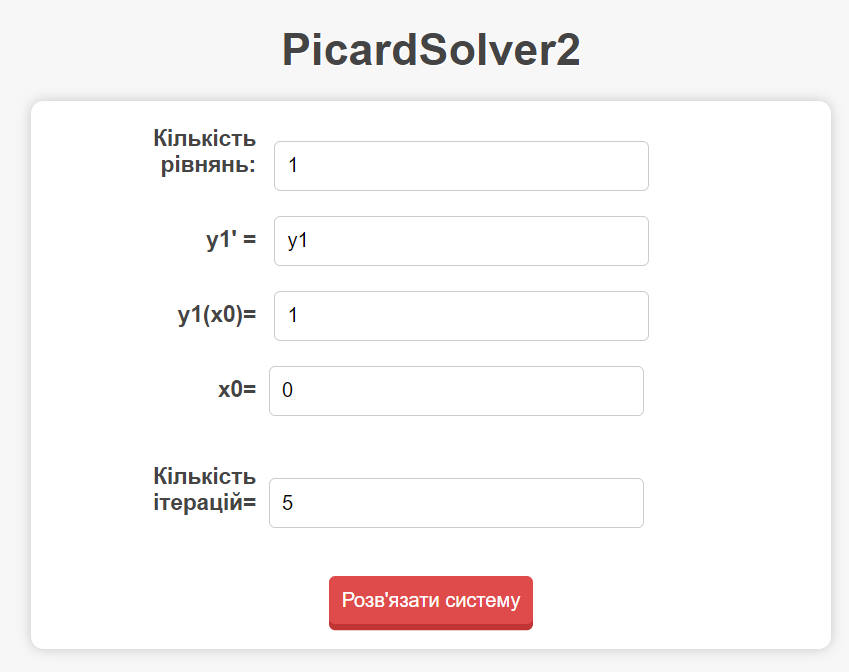 PicardSolver2
Кількість
рівнянь:
1
y1' =
y1
y1(x0)=
1
x0=
0
Кількість
ітерацій=
5
Розв'язати систему